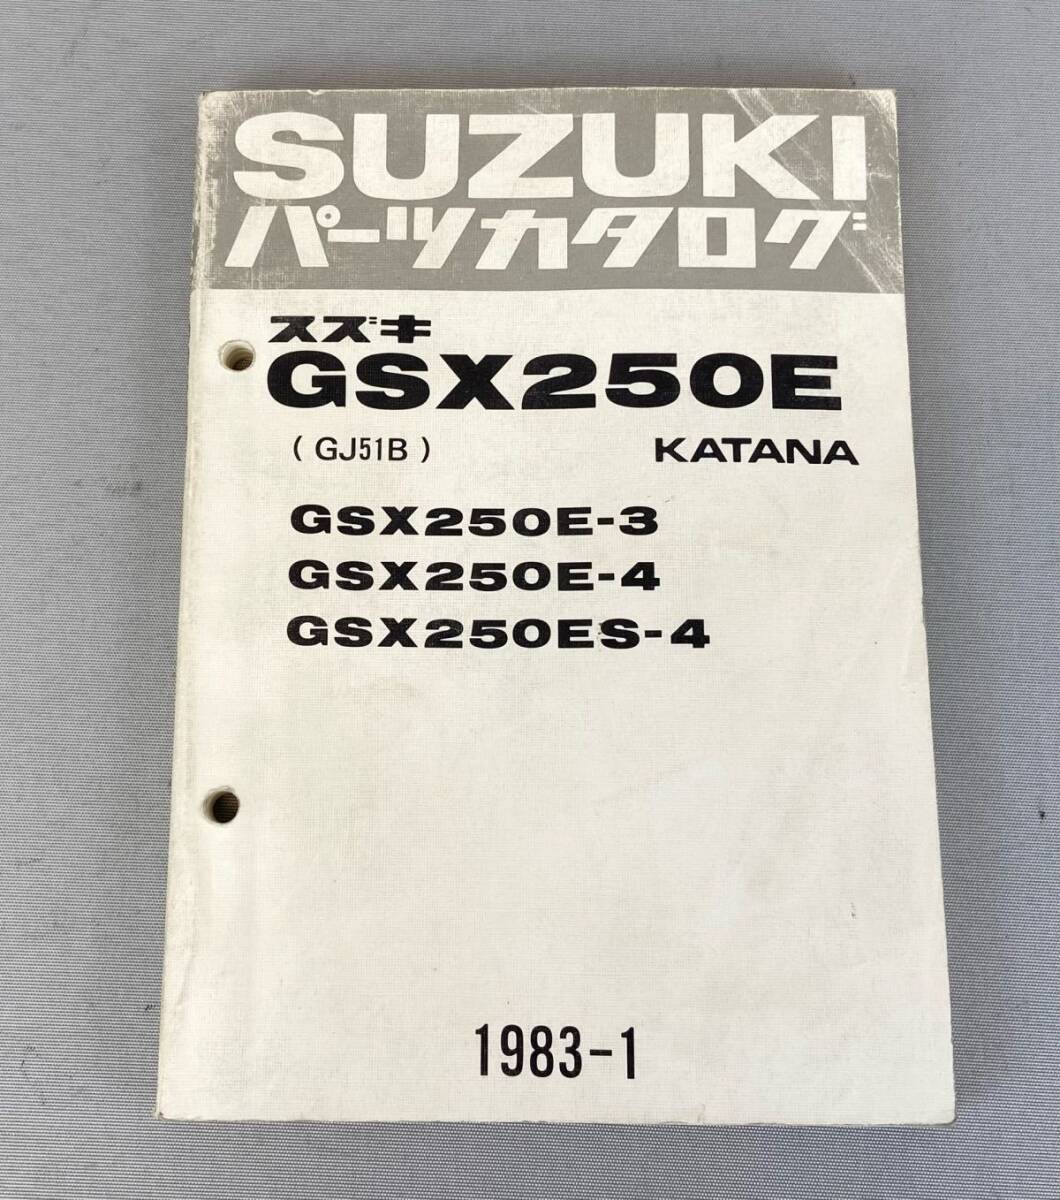 SUZUKI
パーツカタログ
スズキ
GSX250E
( GJ51B ) KATANA
GSX250E-3
GSX250E-4
GSX250ES-4
1983-1